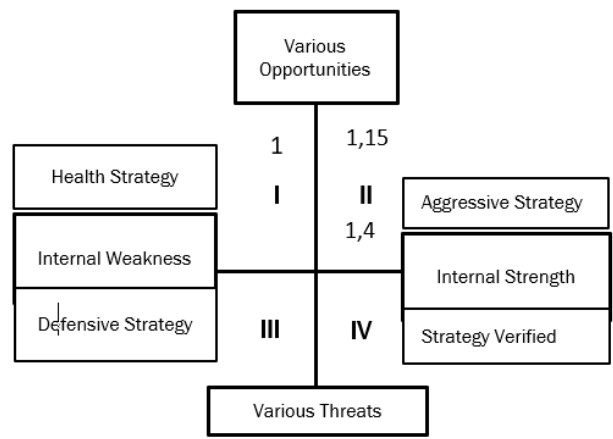 Various
Opportunities
1
1,15
Health Strategy
I
II
Aggressive Strategy
1,4
Internal Weakness
Internal Strength
Defensive Strategy
III
IV
Strategy Verified
Various Threats